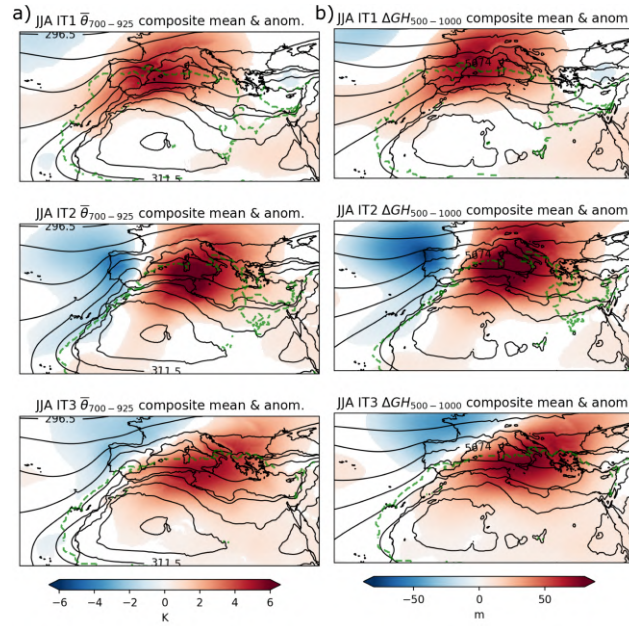 a)
JJA IT1 θ̅₇₀₀₋₉₂₅ composite mean & anom.
296.5
311.5
b)
JJA IT1 ΔGH₅₀₀₋₁₀₀₀ composite mean & anom.
5874
JJA IT2 θ̅₇₀₀₋₉₂₅ composite mean & anom.
296.5
311.5
JJA IT2 ΔGH₅₀₀₋₁₀₀₀ composite mean & anom.
5874
JJA IT3 θ̅₇₀₀₋₉₂₅ composite mean & anom.
296.5
311.5
JJA IT3 ΔGH₅₀₀₋₁₀₀₀ composite mean & anom.
5874
−6 −4 −2 0 2 4 6
K
−50 0 50
m